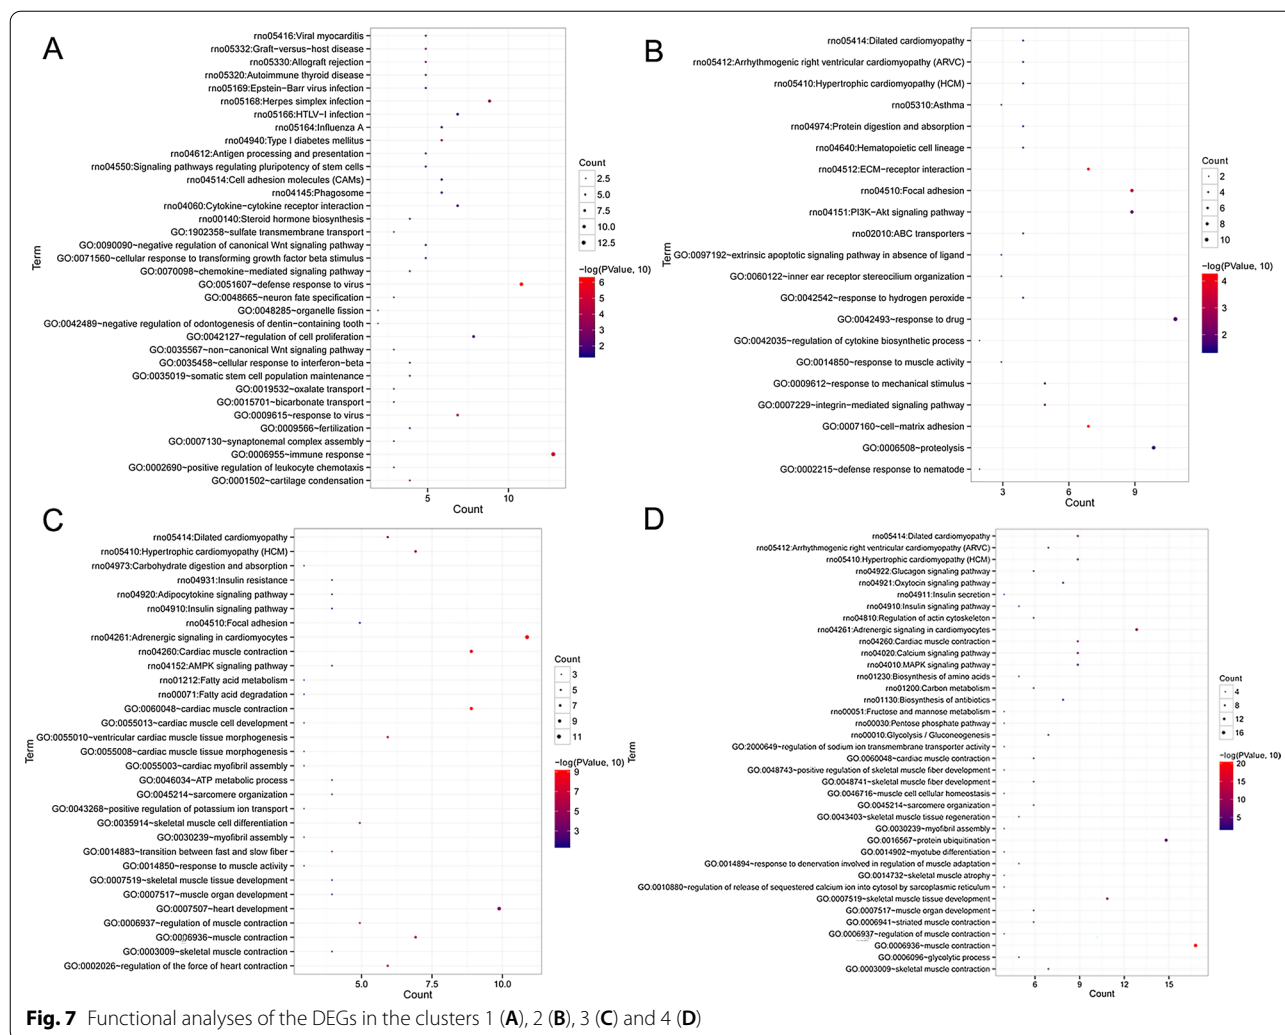 A
rno05416:Viral myocarditis
rno05332:Graft−versus−host disease
rno05330:Allograft rejection
rno05320:Autoimmune thyroid disease
rno05169:Epstein−Barr virus infection
rno05168:Herpes simplex infection
rno05166:HTLV−I infection
rno05164:Influenza A
rno04940:Type I diabetes mellitus
rno04612:Antigen processing and presentation
rno04550:Signaling pathways regulating pluripotency of stem cells
rno04514:Cell adhesion molecules (CAMs)
rno04145:Phagosome
rno04060:Cytokine−cytokine receptor interaction
rno00140:Steroid hormone biosynthesis
GO:1902358~sulfate transmembrane transport
GO:0090090~negative regulation of canonical Wnt signaling pathway
GO:0071560~cellular response to transforming growth factor beta stimulus
GO:0070098~chemokine−mediated signaling pathway
GO:0051607~defense response to virus
GO:0048665~neuron fate specification
GO:0048285~organelle fission
GO:0042489~negative regulation of odontogenesis of dentin−containing tooth
GO:0042127~regulation of cell proliferation
GO:0035567~non−canonical Wnt signaling pathway
GO:0035458~cellular response to interferon−beta
GO:0035019~somatic stem cell population maintenance
GO:0019532~oxalate transport
GO:0015701~bicarbonate transport
GO:0009615~response to virus
GO:0009566~fertilization
GO:0007130~synaptonemal complex assembly
GO:0006955~immune response
GO:0002690~positive regulation of leukocyte chemotaxis
GO:0001502~cartilage condensation
Term
5 10
Count
Count
2.5
5.0
7.5
10.0
12.5
−log(PValue, 10)
6
5
4
3
2
B
rno05414:Dilated cardiomyopathy
rno05412:Arrhythmogenic right ventricular cardiomyopathy (ARVC)
rno05410:Hypertrophic cardiomyopathy (HCM)
rno05310:Asthma
rno04974:Protein digestion and absorption
rno04640:Hematopoietic cell lineage
rno04512:ECM−receptor interaction
rno04510:Focal adhesion
rno04151:PI3K−Akt signaling pathway
rno02010:ABC transporters
GO:0097192~extrinsic apoptotic signaling pathway in absence of ligand
GO:0060122~inner ear receptor stereocilium organization
GO:0042542~response to hydrogen peroxide
GO:0042493~response to drug
GO:0042035~regulation of cytokine biosynthetic process
GO:0014850~response to muscle activity
GO:0009612~response to mechanical stimulus
GO:0007229~integrin−mediated signaling pathway
GO:0007160~cell−matrix adhesion
GO:0006508~proteolysis
GO:0002215~defense response to nematode
Term
3 6 9
Count
Count
2
4
6
8
10
−log(PValue, 10)
4
3
2
C
rno05414:Dilated cardiomyopathy
rno05410:Hypertrophic cardiomyopathy (HCM)
rno04973:Carbohydrate digestion and absorption
rno04931:Insulin resistance
rno04920:Adipocytokine signaling pathway
rno04910:Insulin signaling pathway
rno04510:Focal adhesion
rno04261:Adrenergic signaling in cardiomyocytes
rno04260:Cardiac muscle contraction
rno04152:AMPK signaling pathway
rno01212:Fatty acid metabolism
rno00071:Fatty acid degradation
GO:0060048~cardiac muscle contraction
GO:0055013~cardiac muscle cell development
GO:0055010~ventricular cardiac muscle tissue morphogenesis
GO:0055008~cardiac muscle tissue morphogenesis
GO:0055003~cardiac myofibril assembly
GO:0046034~ATP metabolic process
GO:0045214~sarcomere organization
GO:0043268~positive regulation of potassium ion transport
GO:0035914~skeletal muscle cell differentiation
GO:0030239~myofibril assembly
GO:0014883~transition between fast and slow fiber
GO:0014850~response to muscle activity
GO:0007519~skeletal muscle tissue development
GO:0007517~muscle organ development
GO:0007507~heart development
GO:0006937~regulation of muscle contraction
GO:0006936~muscle contraction
GO:0003009~skeletal muscle contraction
GO:0002026~regulation of the force of heart contraction
Term
5.0 7.5 10.0
Count
Count
3
5
7
9
11
−log(PValue, 10)
9
7
5
3
D
rno05414:Dilated cardiomyopathy
rno05412:Arrhythmogenic right ventricular cardiomyopathy (ARVC)
rno05410:Hypertrophic cardiomyopathy (HCM)
rno04922:Glucagon signaling pathway
rno04921:Oxytocin signaling pathway
rno04911:Insulin secretion
rno04910:Insulin signaling pathway
rno04810:Regulation of actin cytoskeleton
rno04261:Adrenergic signaling in cardiomyocytes
rno04260:Cardiac muscle contraction
rno04020:Calcium signaling pathway
rno04010:MAPK signaling pathway
rno01230:Biosynthesis of amino acids
rno01200:Carbon metabolism
rno01130:Biosynthesis of antibiotics
rno00051:Fructose and mannose metabolism
rno00030:Pentose phosphate pathway
rno00010:Glycolysis / Gluconeogenesis
GO:2000649~regulation of sodium ion transmembrane transporter activity
GO:0060048~cardiac muscle contraction
GO:0048743~positive regulation of skeletal muscle fiber development
GO:0048741~skeletal muscle fiber development
GO:0046716~muscle cell cellular homeostasis
GO:0045214~sarcomere organization
GO:0043403~skeletal muscle tissue regeneration
GO:0030239~myofibril assembly
GO:0016567~protein ubiquitination
GO:0014902~myotube differentiation
GO:0014894~response to denervation involved in regulation of muscle adaptation
GO:0014732~skeletal muscle atrophy
GO:0010880~regulation of release of sequestered calcium ion into cytosol by sarcoplasmic reticulum
GO:0007519~skeletal muscle tissue development
GO:0007517~muscle organ development
GO:0006941~striated muscle contraction
GO:0006937~regulation of muscle contraction
GO:0006936~muscle contraction
GO:0006096~glycolytic process
GO:0003009~skeletal muscle contraction
Term
6 9 12 15
Count
Count
4
8
12
16
−log(PValue, 10)
20
15
10
5
Fig. 7 Functional analyses of the DEGs in the clusters 1 (A), 2 (B), 3 (C) and 4 (D)